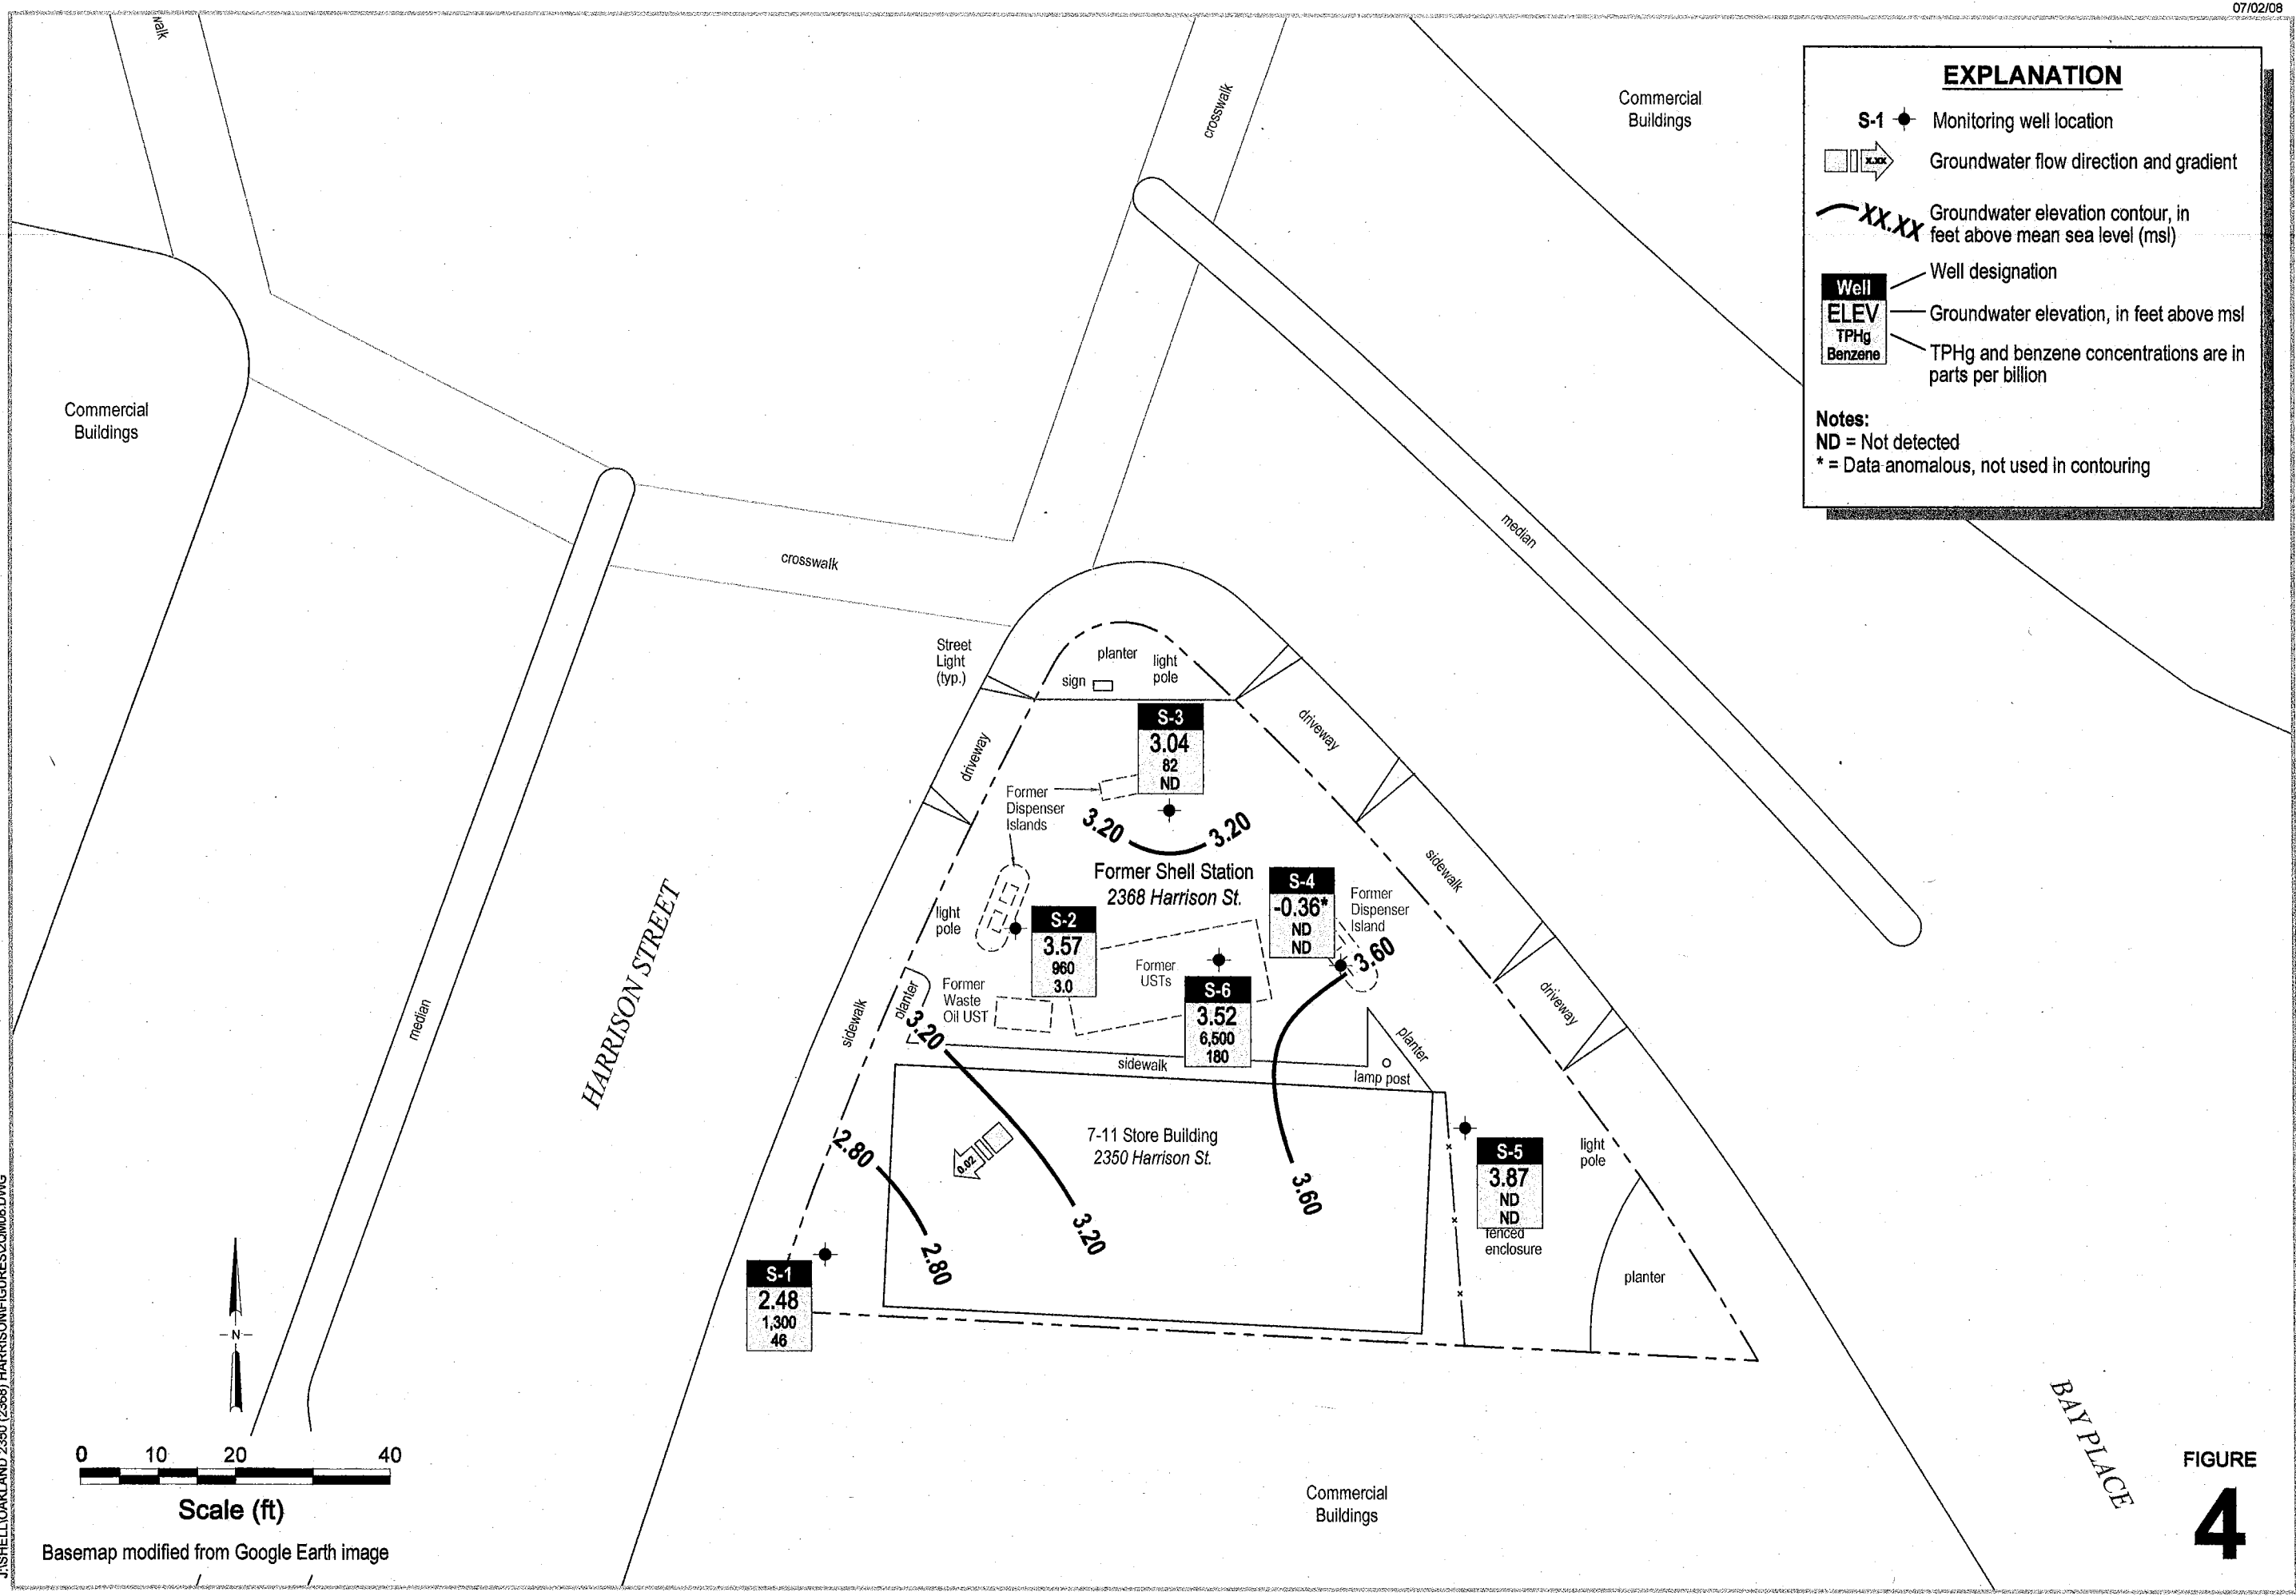 07/02/08
walk
crosswalk
Commercial
Buildings
EXPLANATION
S-1 Monitoring well location
x.xx Groundwater flow direction and gradient
XX.XX Groundwater elevation contour, in
feet above mean sea level (msl)
Well Well designation
ELEV Groundwater elevation, in feet above msl
TPHg
Benzene
TPHg and benzene concentrations are in
parts per billion
Notes:
ND = Not detected
* = Data anomalous, not used in contouring
Commercial
Buildings
median
crosswalk
Street
Light
(typ.)
planter
light
pole
sign
driveway
driveway
S-3
3.04
82
ND
Former
Dispenser
Islands
3.20
3.20
sidewalk
Former Shell Station
2368 Harrison St.
S-4
-0.36*
ND
ND
Former
Dispenser
Island
3.60
light
pole
S-2
3.57
960
3.0
Former
USTs
S-6
3.52
6,500
180
Former
Waste
Oil UST
planter
3.20
sidewalk
HARRISON STREET
median
driveway
planter
sidewalk
lamp post
7-11 Store Building
2350 Harrison St.
2.80
0.02
3.20
3.60
2.80
light
pole
S-5
3.87
ND
ND
fenced
enclosure
planter
S-1
2.48
1,300
46
N
0 10 20 40
Scale (ft)
Basemap modified from Google Earth image
Commercial
Buildings
BAY PLACE
FIGURE
4
J:\SHELL\OAKLAND 2350 (2368) HARRISON\FIGURES\2QM08.DWG